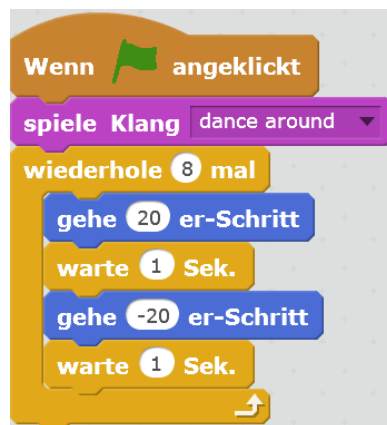 Wenn angeklickt
spiele Klang dance around
wiederhole 8 mal
gehe 20 er-Schritt
warte 1 Sek.
gehe -20 er-Schritt
warte 1 Sek.